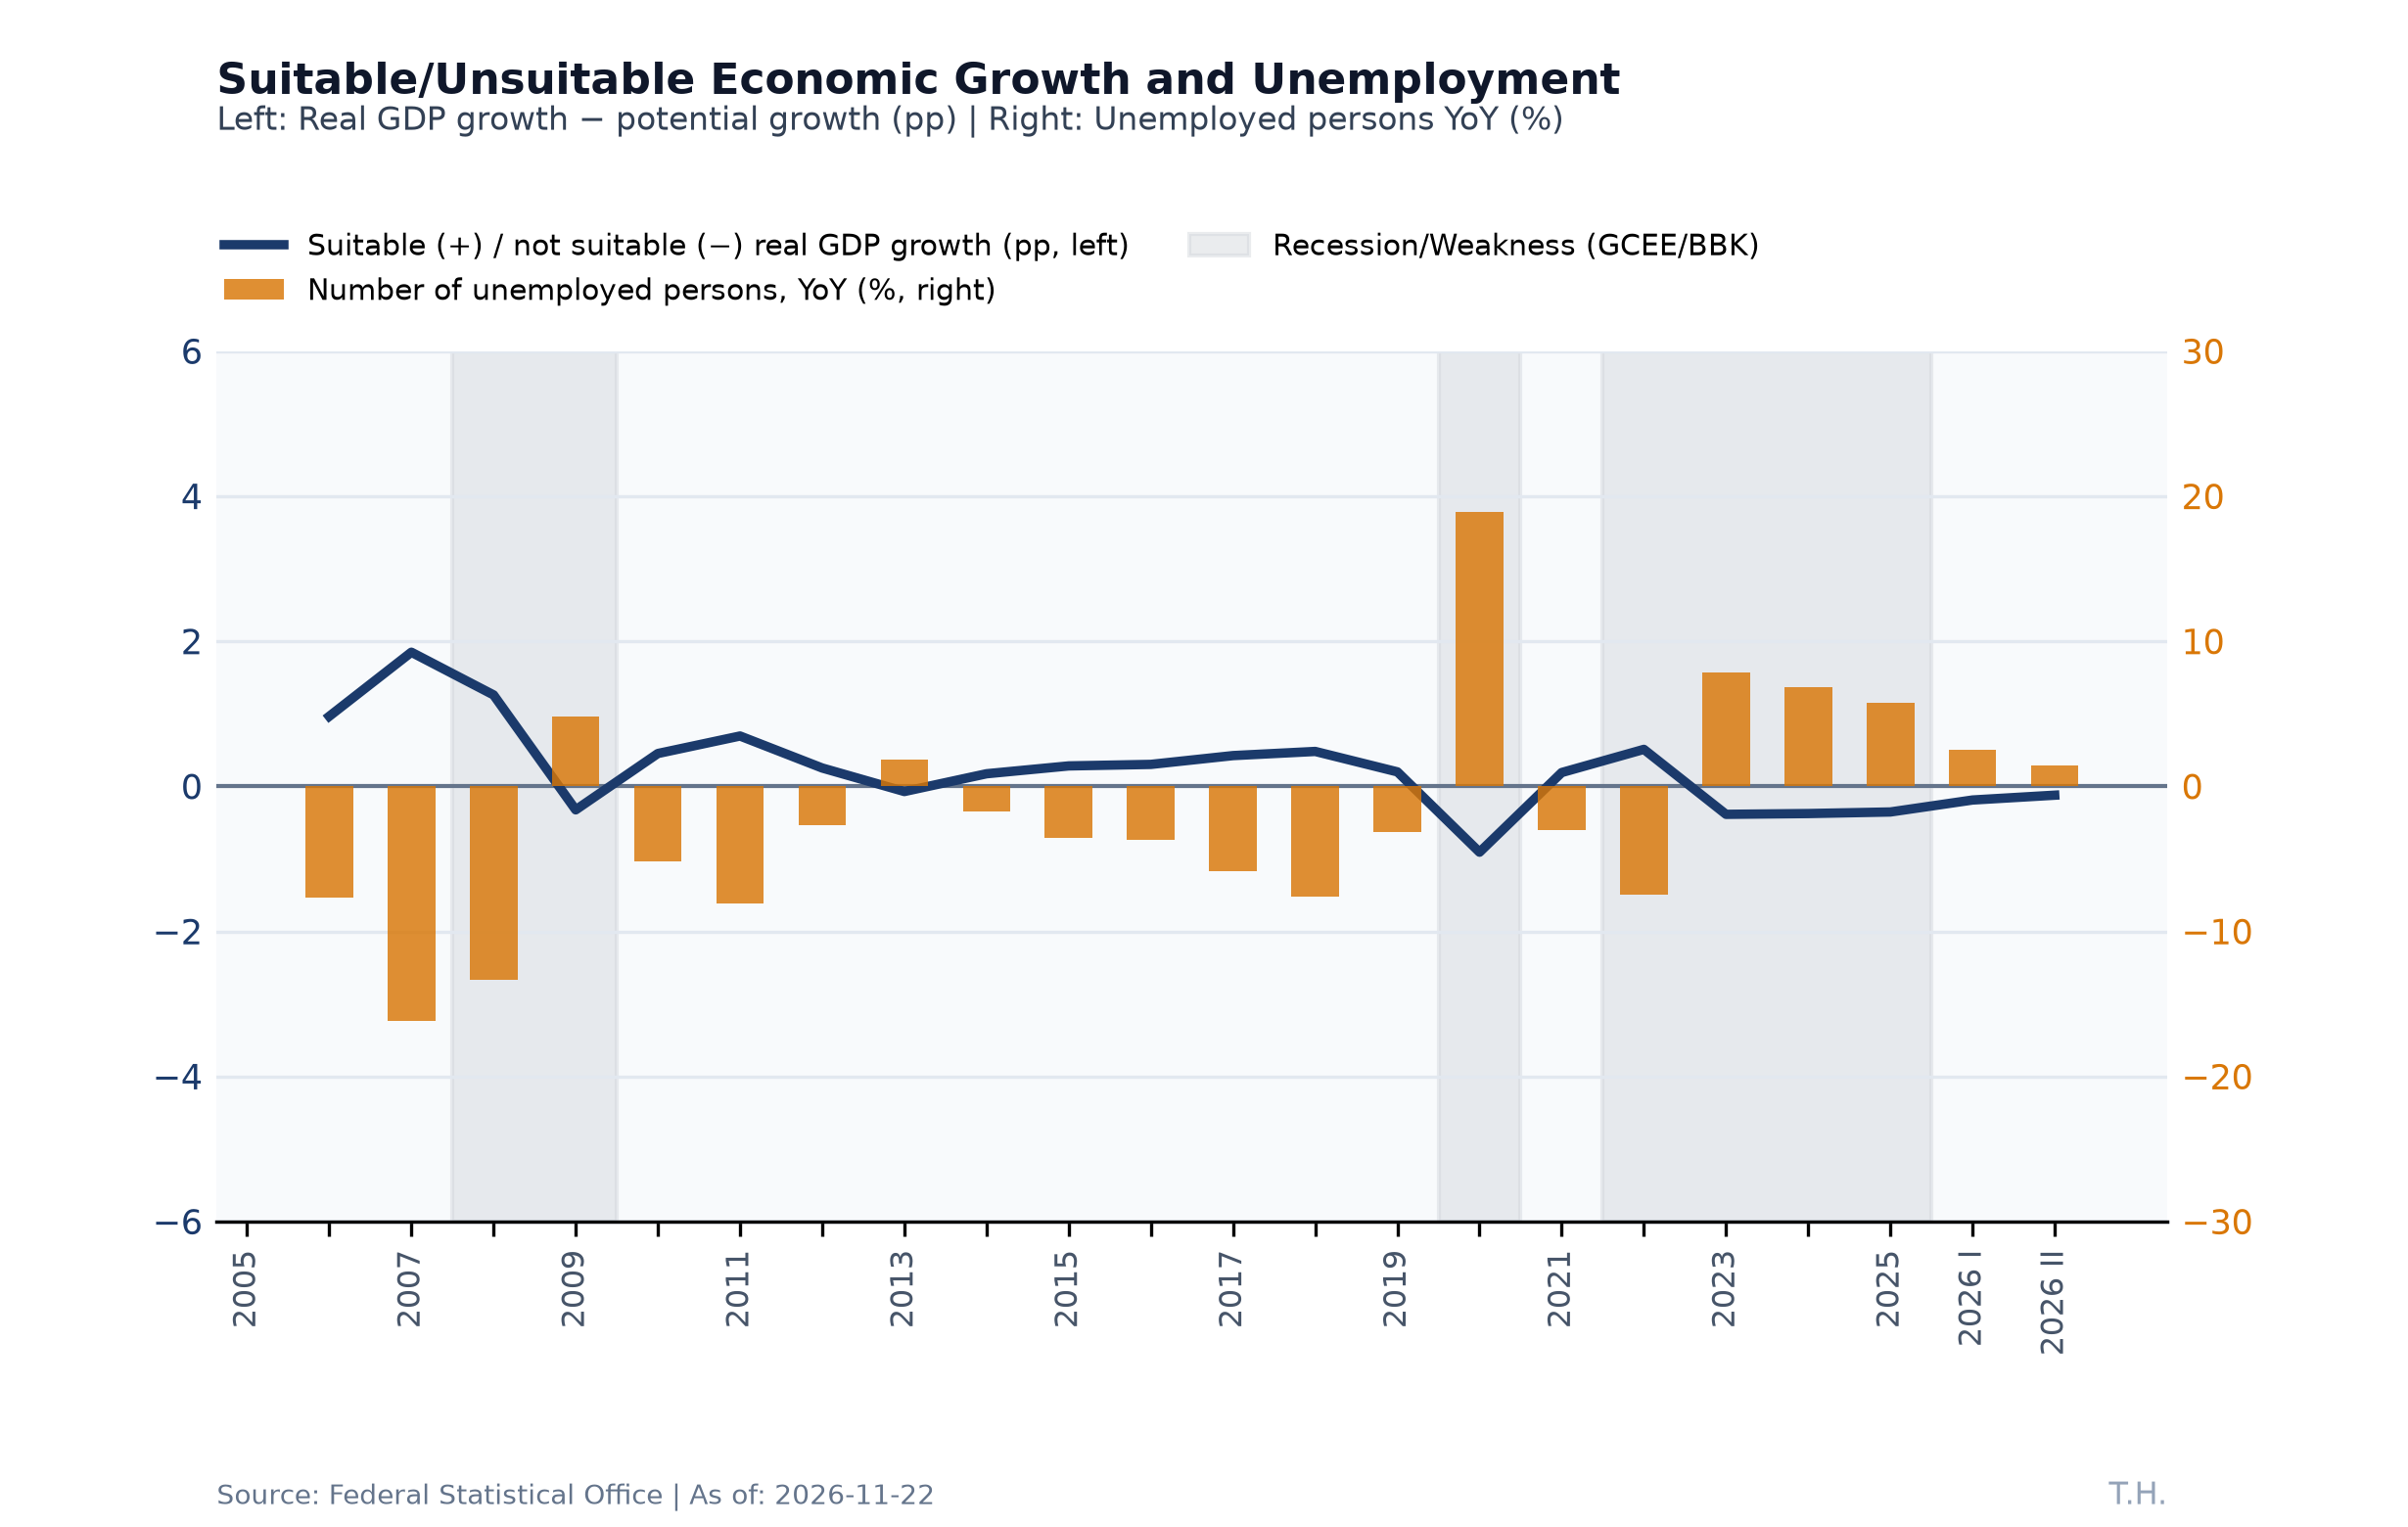 Suitable/Unsuitable Economic Growth and Unemployment
Left: Real GDP growth − potential growth (pp) | Right: Unemployed persons YoY (%)
Suitable (+) / not suitable (−) real GDP growth (pp, left)
Recession/Weakness (GCEE/BBK)
Number of unemployed persons, YoY (%, right)
6
4
2
0
−2
−4
−6
30
20
10
0
−10
−20
−30
2005
2007
2009
2011
2013
2015
2017
2019
2021
2023
2025
2026 I
2026 II
Source: Federal Statistical Office | As of: 2026-11-22
T.H.